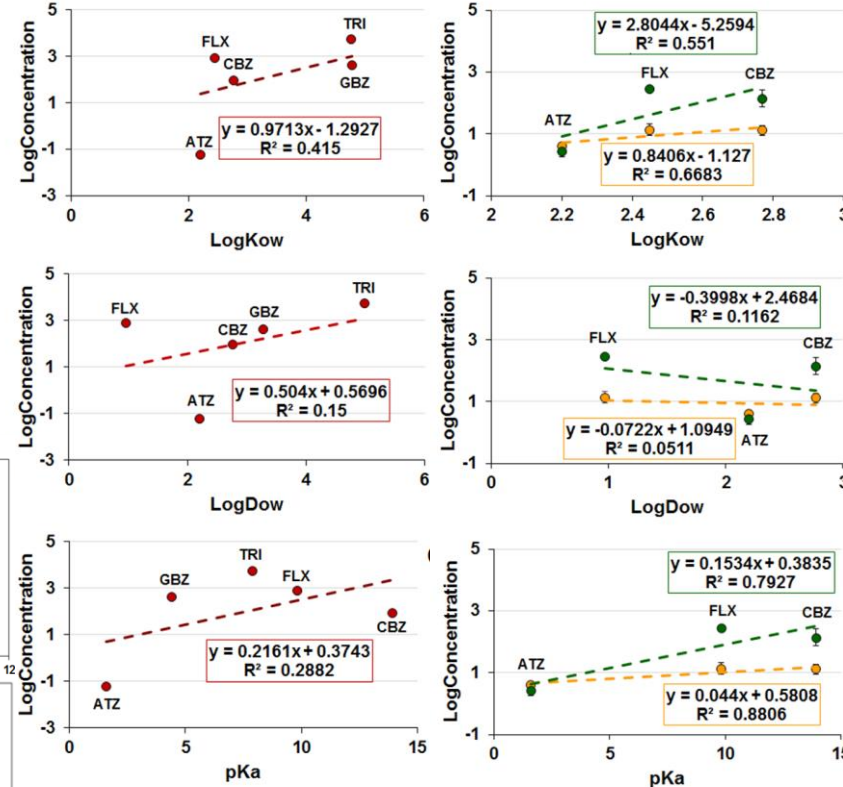 LogConcentration
5
3
1
-1
-3
TRI
FLX
CBZ
GBZ
ATZ
y = 0.9713x - 1.2927
R² = 0.415
0
2
4
6
LogKow
LogConcentration
5
3
1
-1
y = 2.8044x - 5.2594
R² = 0.551
FLX
CBZ
ATZ
y = 0.8406x - 1.127
R² = 0.6683
2
2.2
2.4
2.6
2.8
3
LogKow
LogConcentration
5
3
1
-1
-3
TRI
FLX
GBZ
CBZ
ATZ
y = 0.504x + 0.5696
R² = 0.15
0
2
4
6
LogDow
LogConcentration
5
3
1
-1
y = -0.3998x + 2.4684
R² = 0.1162
FLX
CBZ
y = -0.0722x + 1.0949
R² = 0.0511
ATZ
0
1
2
3
LogDow
12
LogConcentration
5
3
1
-1
-3
TRI
GBZ
FLX
CBZ
y = 0.2161x + 0.3743
R² = 0.2882
ATZ
0
5
10
15
pKa
LogConcentration
5
3
1
-1
y = 0.1534x + 0.3835
R² = 0.7927
FLX
CBZ
ATZ
y = 0.044x + 0.5808
R² = 0.8806
0
5
10
15
pKa